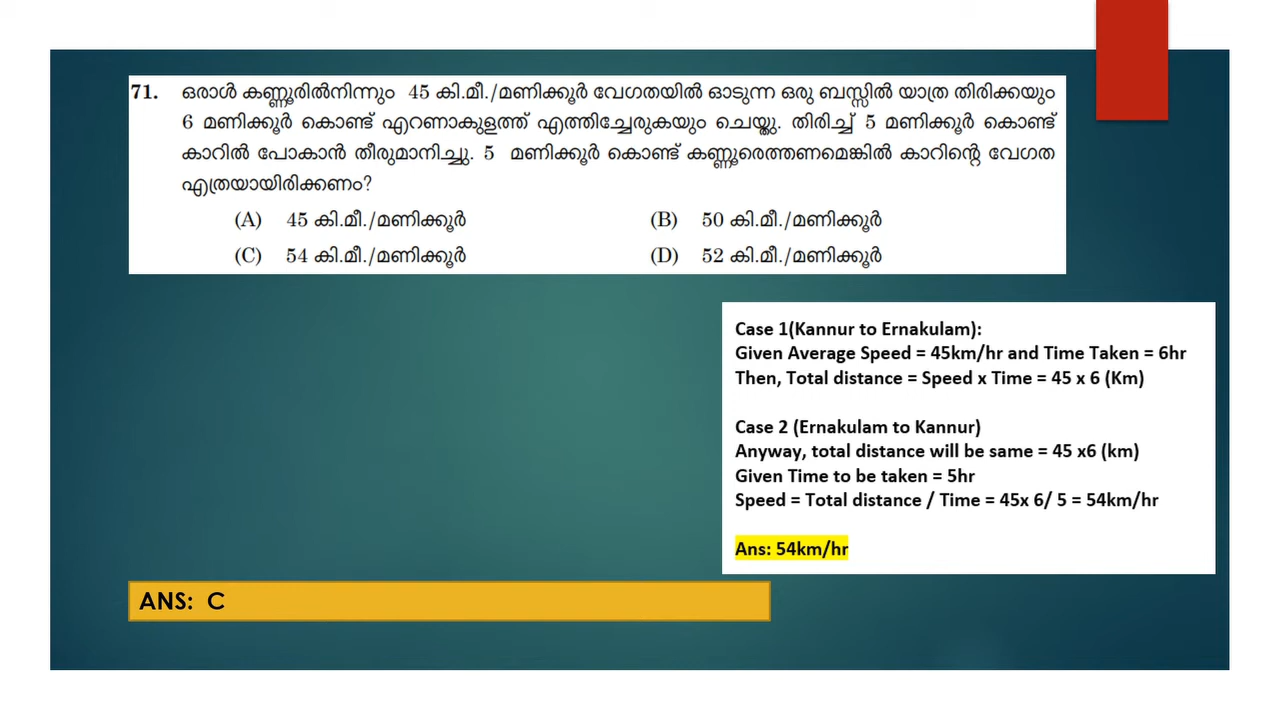 71. ഒരാൾ കണ്ണൂരിൽനിന്നും 45 കി.മീ./മണിക്കൂർ വേഗതയിൽ ഓടുന്ന ഒരു ബസ്സിൽ യാത്ര തിരിക്കയും
6 മണിക്കൂർ കൊണ്ട് എറണാകുളത്ത് എത്തിച്ചേരുകയും ചെയ്തു. തിരിച്ച് 5 മണിക്കൂർ കൊണ്ട്
കാറിൽ പോകാൻ തീരുമാനിച്ചു. 5 മണിക്കൂർ കൊണ്ട് കണ്ണൂരെത്തണമെങ്കിൽ കാറിന്റെ വേഗത
എത്രയായിരിക്കണം?
(A) 45 കി.മീ./മണിക്കൂർ (B) 50 കി.മീ./മണിക്കൂർ
(C) 54 കി.മീ./മണിക്കൂർ (D) 52 കി.മീ./മണിക്കൂർ
Case 1(Kannur to Ernakulam):
Given Average Speed = 45km/hr and Time Taken = 6hr
Then, Total distance = Speed x Time = 45 x 6 (Km)
Case 2 (Ernakulam to Kannur)
Anyway, total distance will be same = 45 x6 (km)
Given Time to be taken = 5hr
Speed = Total distance / Time = 45x 6/ 5 = 54km/hr
Ans: 54km/hr
ANS: C